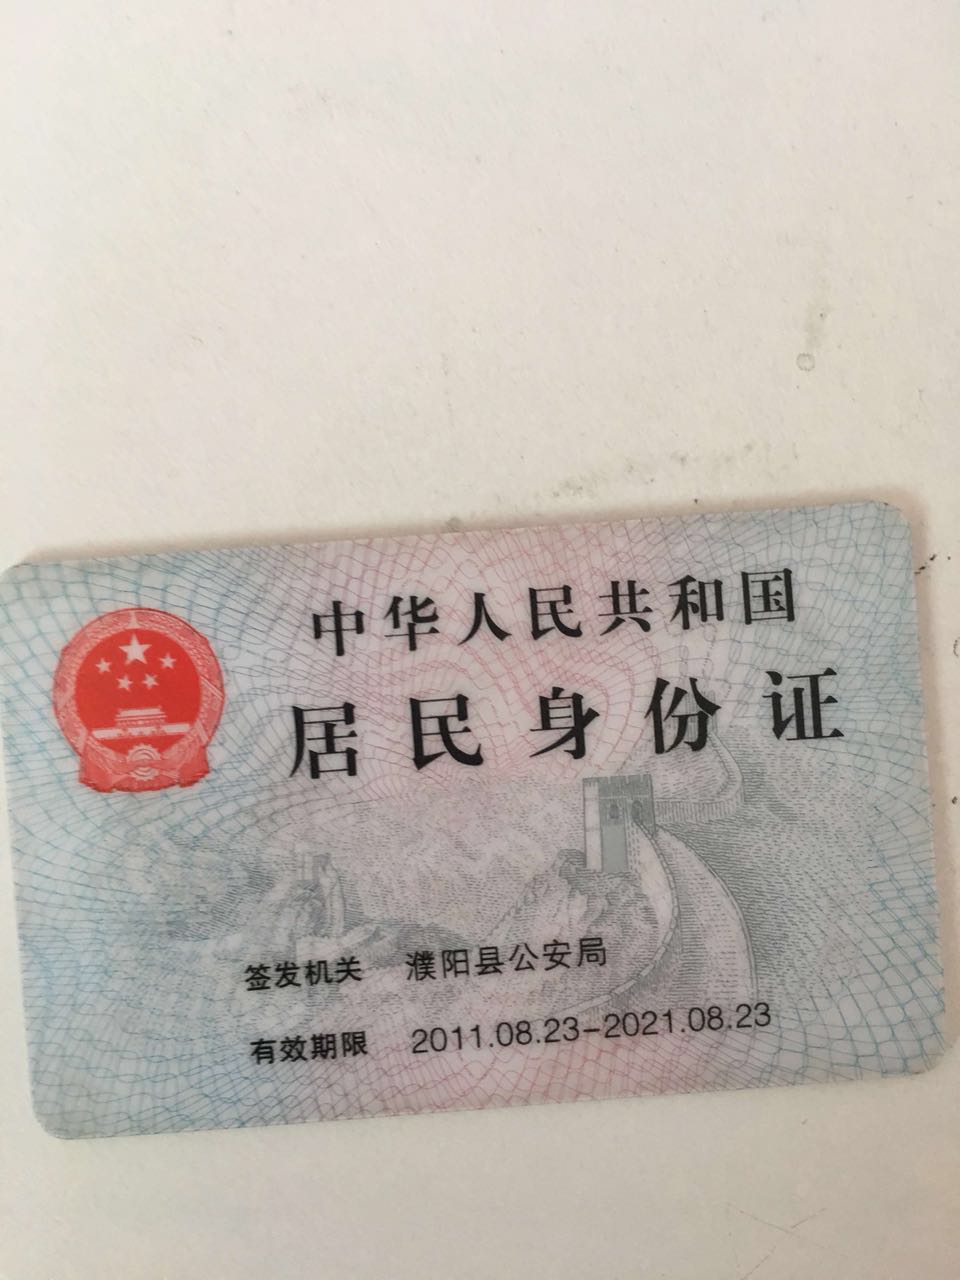 中华人民共和国
居民身份证
签发机关 濮阳县公安局
有效期限 2011.08.23-2021.08.23